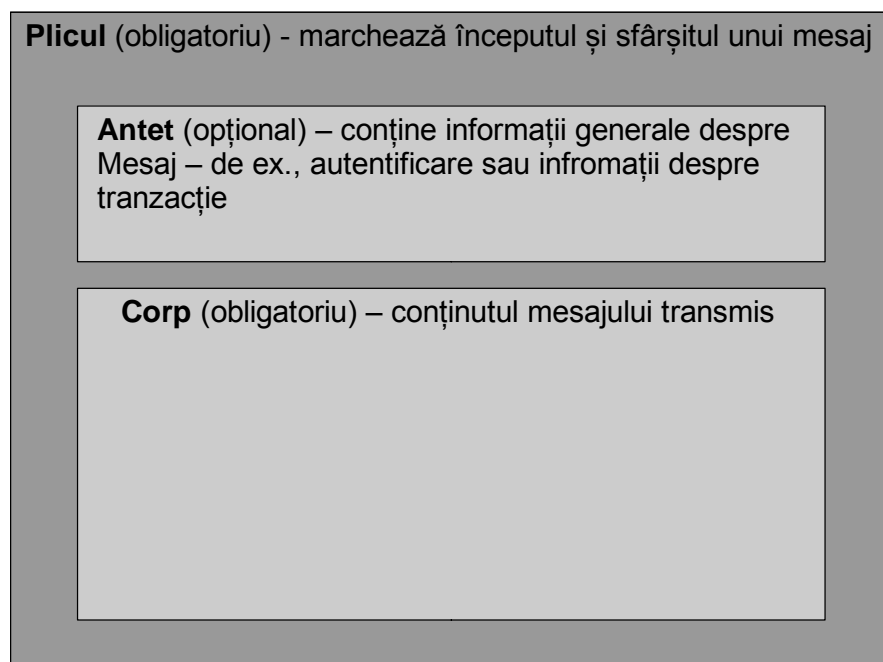 Plicul (obligatoriu) - marchează începutul și sfârșitul unui mesaj
Antet (opțional) – conține informații generale despre
Mesaj – de ex., autentificare sau infromații despre
tranzacție
Corp (obligatoriu) – conținutul mesajului transmis